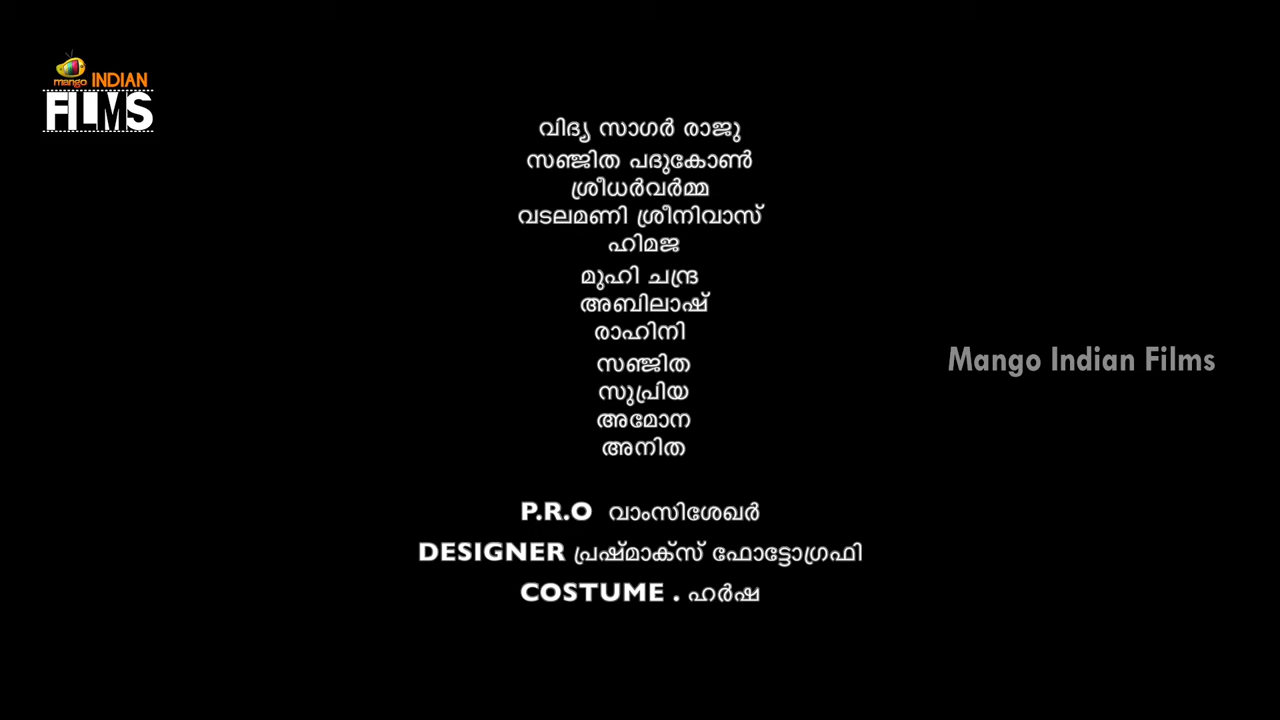 mango INDIAN
FILMS
വിദ്യ സാഗർ രാജു
സഞ്ജിത പദുകോൺ
ശ്രീധർവർമ്മ
വടലമണി ശ്രീനിവാസ്
ഹിമജ
മുഹി ചന്ദ്ര
അബിലാഷ്
രാഹിനി
Mango Indian Films
സഞ്ജിത
സുപ്രിയ
അമോന
അനിത
P.R.O വാംസിശേഖർ
DESIGNER പ്രഷ്മാക്സ് ഫോട്ടോഗ്രഫി
COSTUME . ഹർഷ